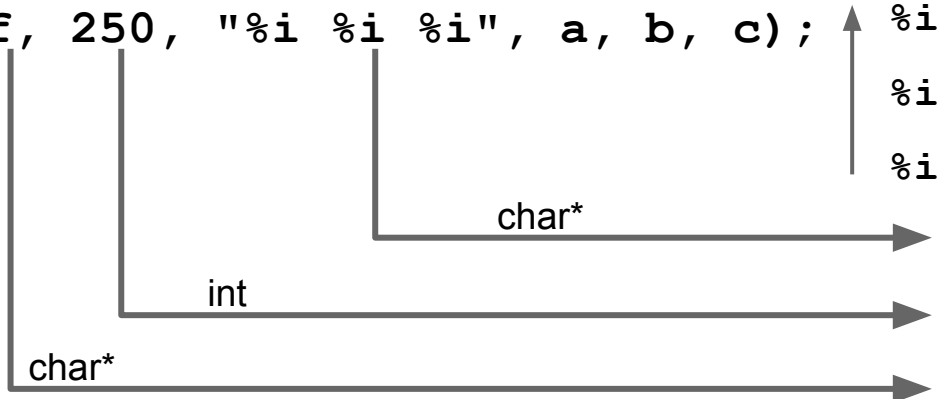 f, 250, "%i %i %i", a, b, c);
%i
%i
%i
char*
int
char*